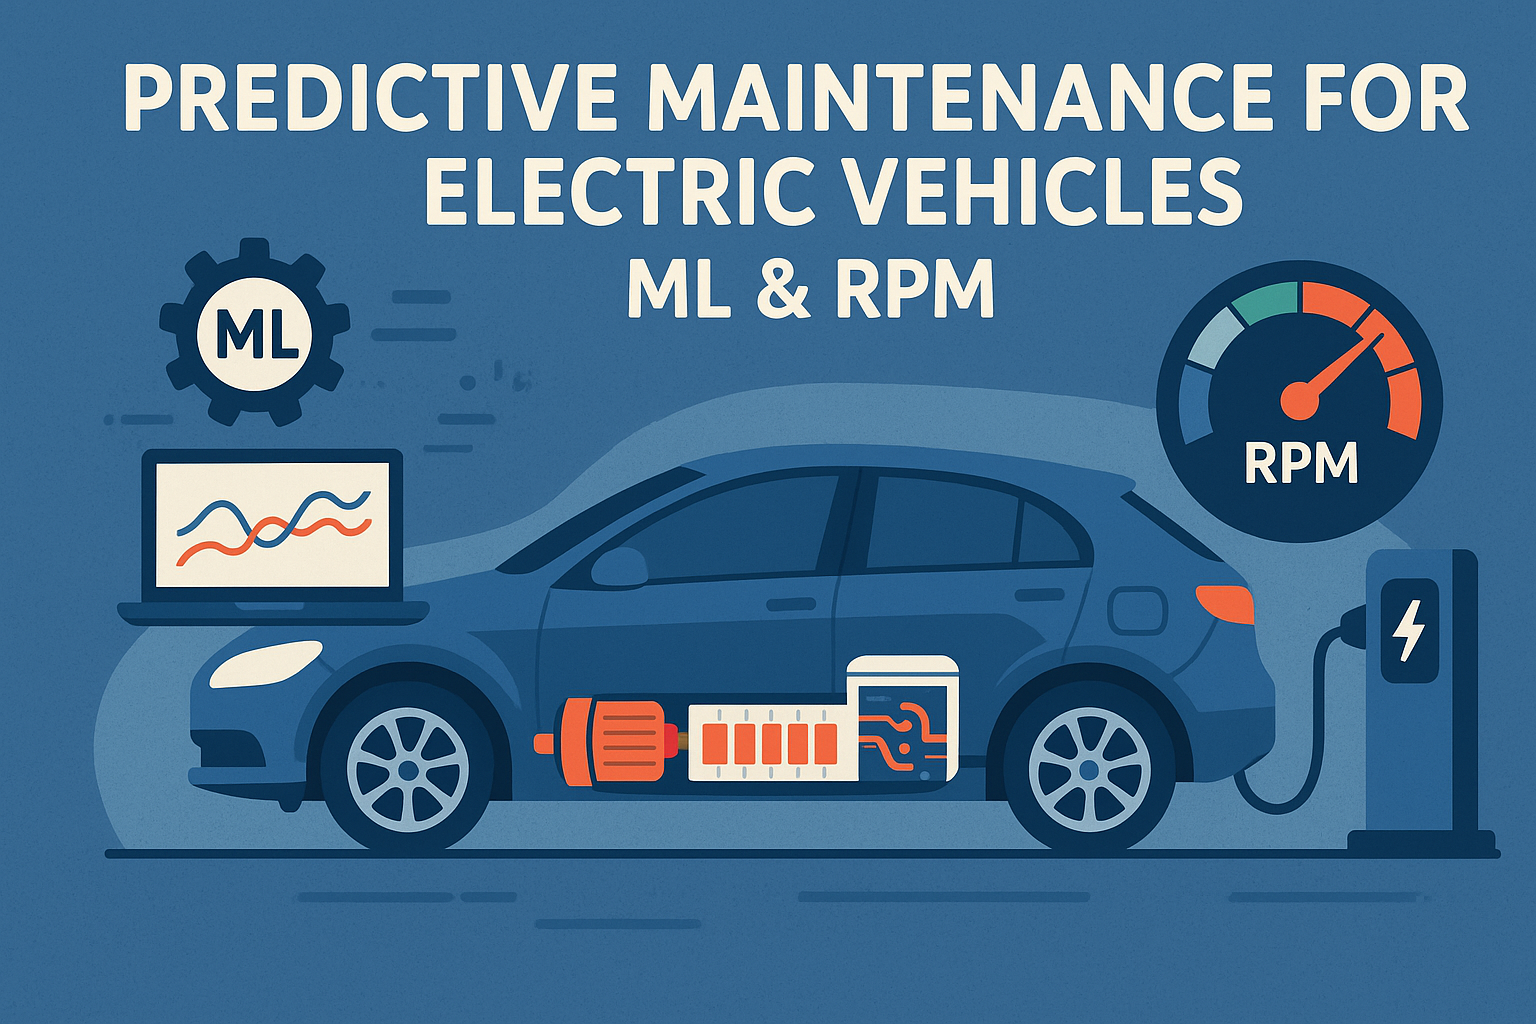 PREDICTIVE MAINTENANCE FOR
ELECTRIC VEHICLES
ML & RPM
ML
RPM